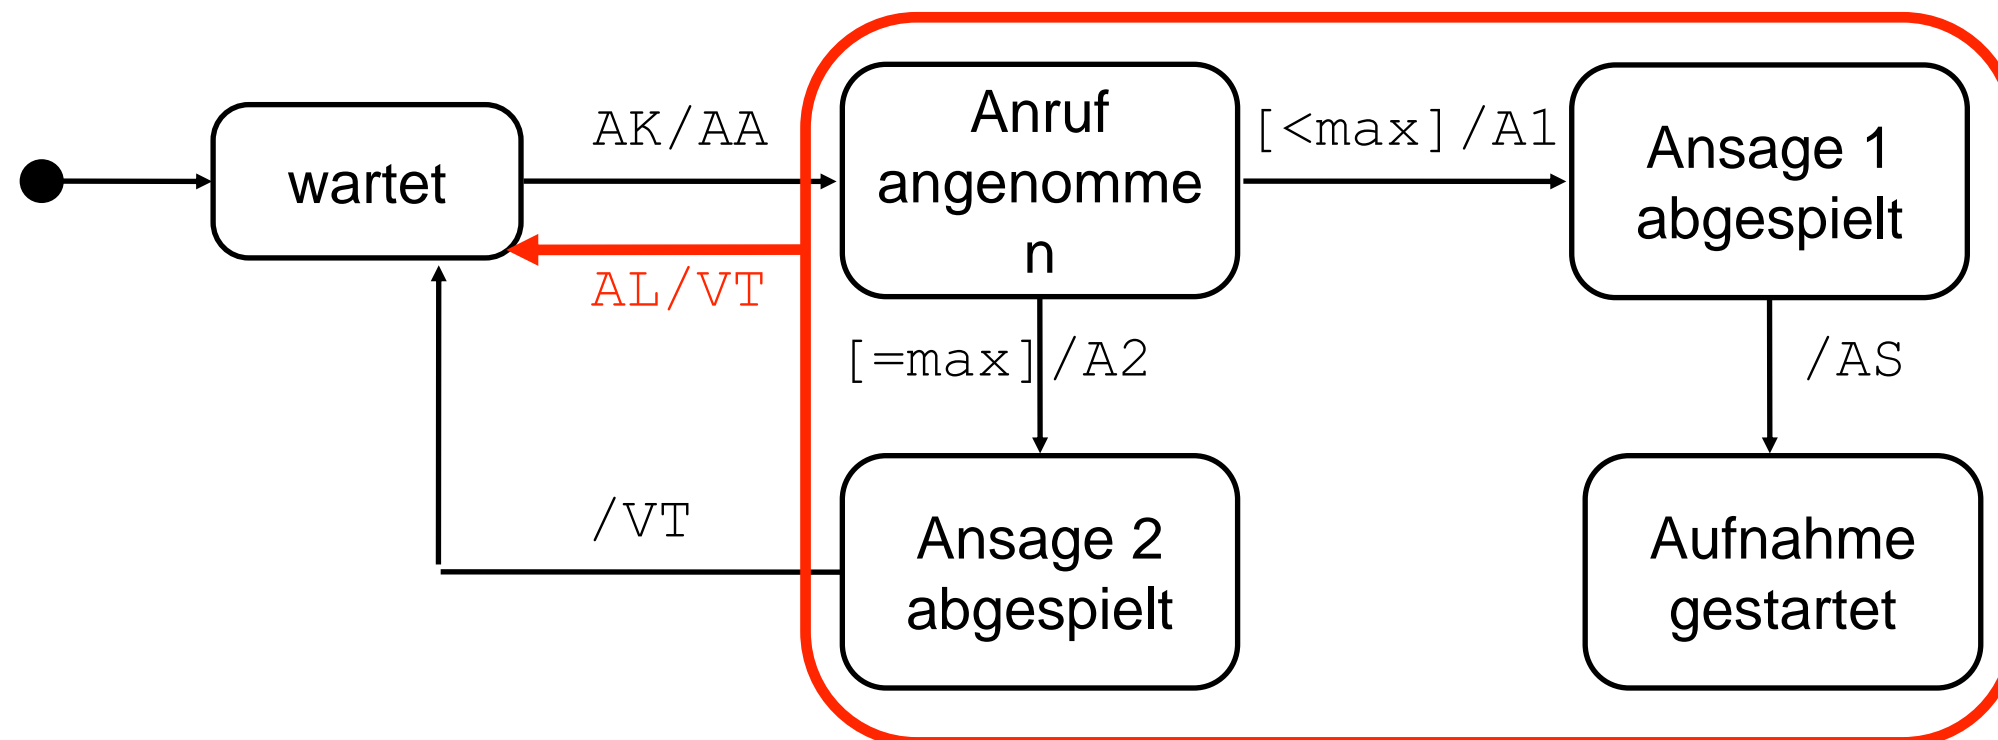 wartet
AK/AA
AL/VT
Anruf
angenomme
n
[<max]/A1
Ansage 1
abgespielt
[=max]/A2
/AS
/VT
Ansage 2
abgespielt
Aufnahme
gestartet